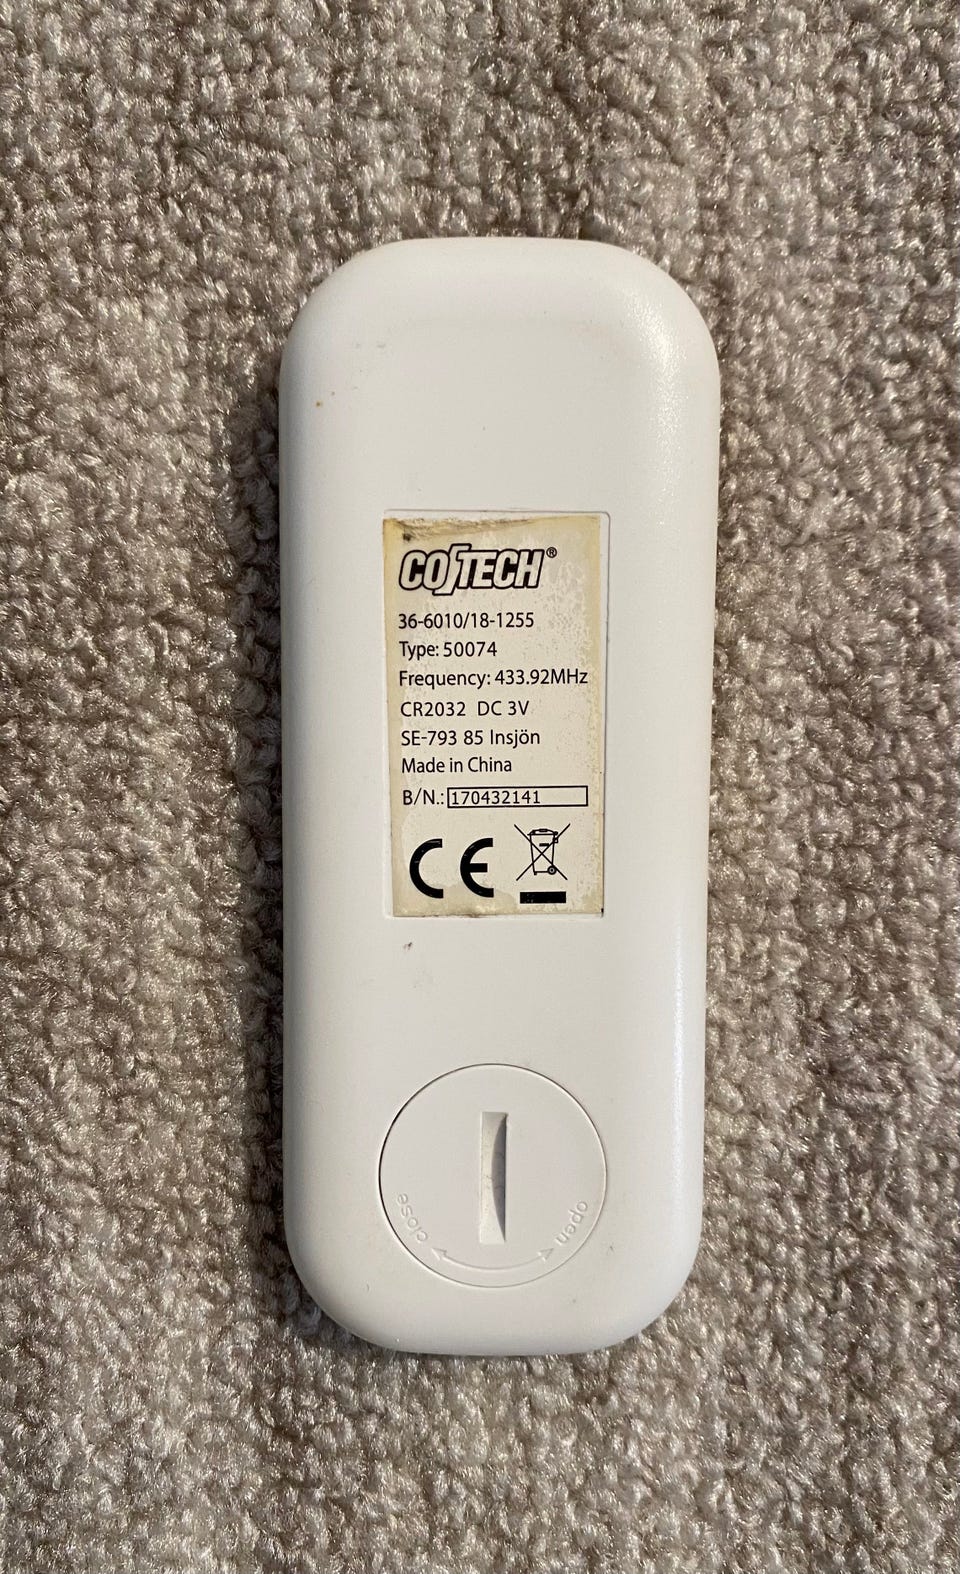 COTECH®
36-6010/18-1255
Type: 50074
Frequency: 433.92MHz
CR2032 DC 3V
SE-793 85 Insjön
Made in China
B/N.: 170432141
CE
close open